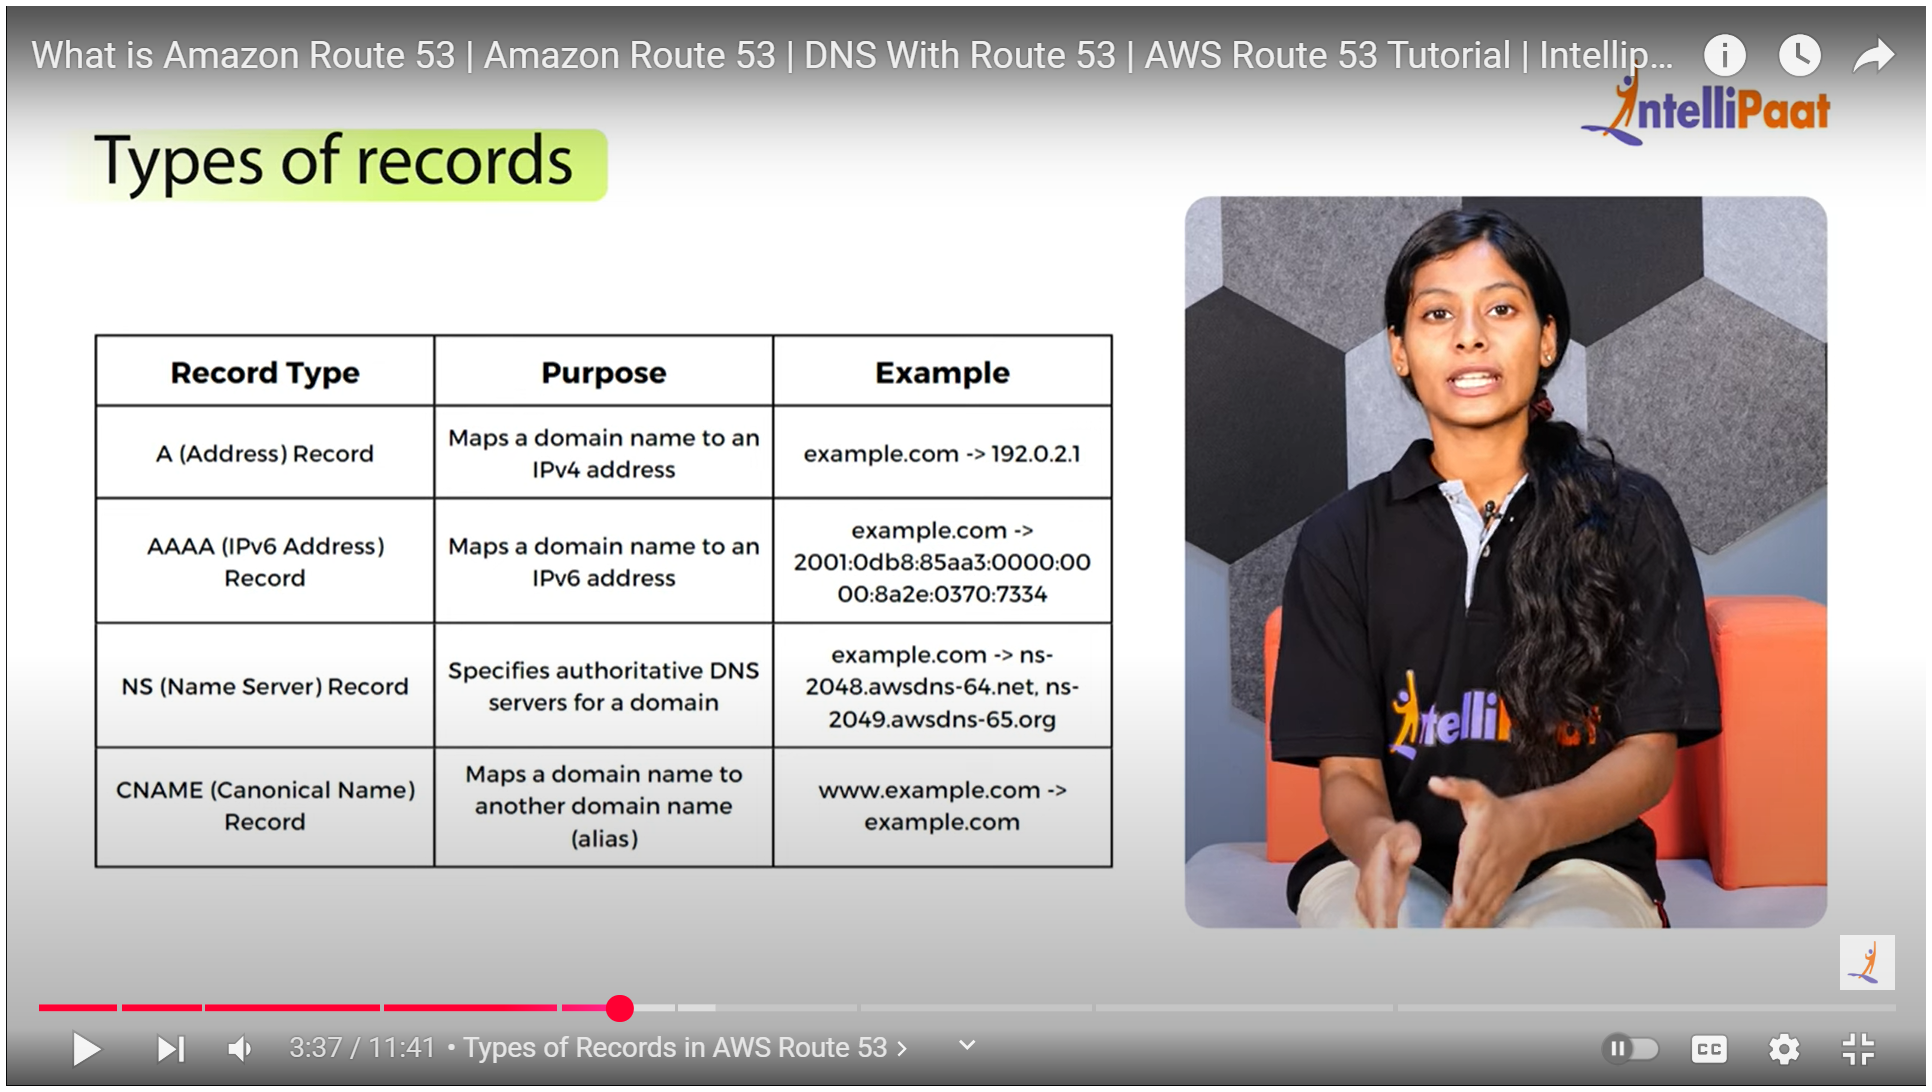 What is Amazon Route 53 | Amazon Route 53 | DNS With Route 53 | AWS Route 53 Tutorial | Intellip...
IntelliPaat
Types of records
Record Type
Purpose
Example
A (Address) Record
Maps a domain name to an
IPv4 address
example.com -> 192.0.2.1
AAAA (IPv6 Address)
Record
Maps a domain name to an
IPv6 address
example.com ->
2001:0db8:85aa3:0000:00
00:8a2e:0370:7334
NS (Name Server) Record
Specifies authoritative DNS
servers for a domain
example.com -> ns-
2048.awsdns-64.net, ns-
2049.awsdns-65.org
CNAME (Canonical Name)
Record
Maps a domain name to
another domain name
(alias)
www.example.com ->
example.com
3:37 / 11:41 • Types of Records in AWS Route 53
CC